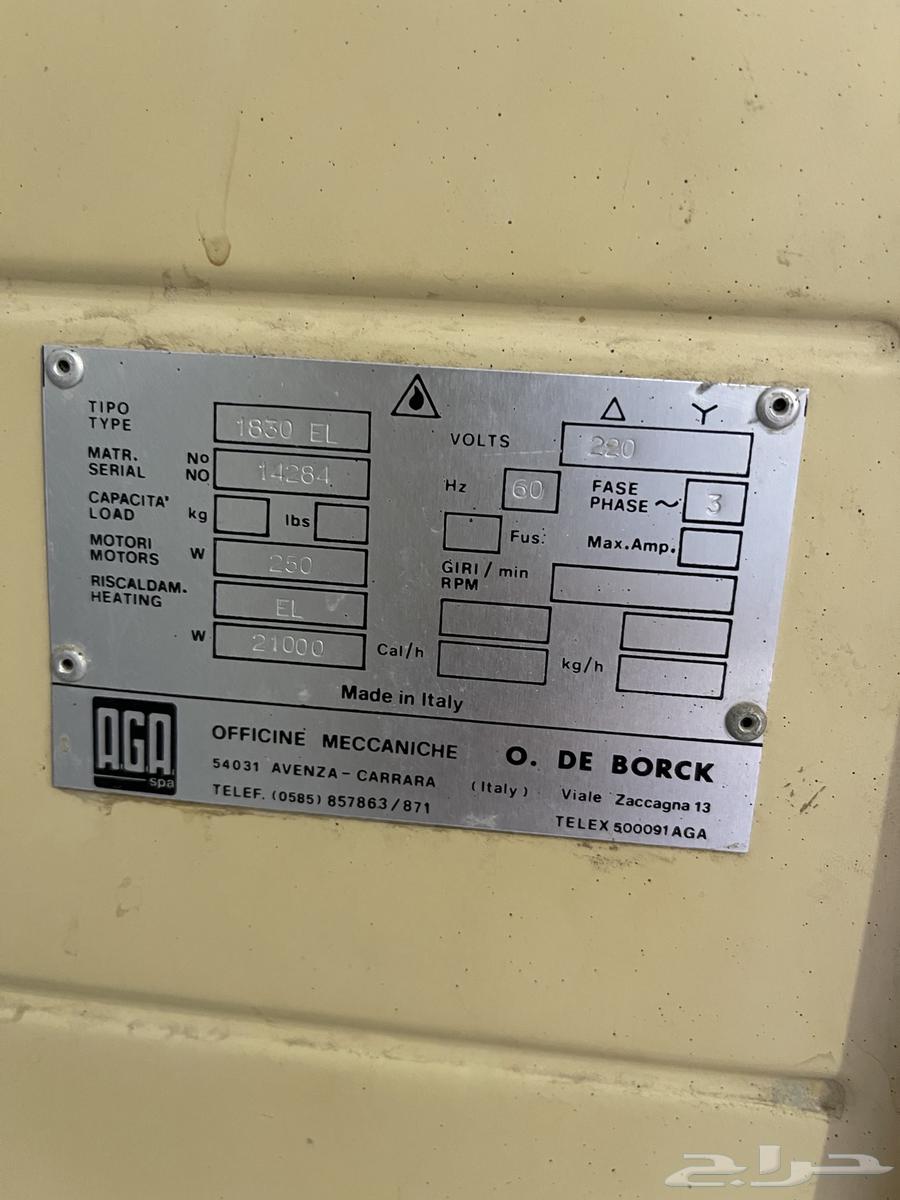 TIPO
TYPE
1830 EL
MATR. No
SERIAL NO
14284
CAPACITA'
LOAD kg lbs
MOTORI
MOTORS W
250
RISCALDAM.
HEATING
EL
W 21000 Cal/h kg/h
VOLTS Δ Y
220
Hz 60 FASE
PHASE ~ 3
Fus. Max.Amp.
GIRI / min
RPM
Made in Italy
AGA
spa
OFFICINE MECCANICHE O. DE BORCK
54031 AVENZA - CARRARA (Italy) Viale Zaccagna 13
TELEF. (0585) 857863/871 TELEX 500091 AGA
حراج